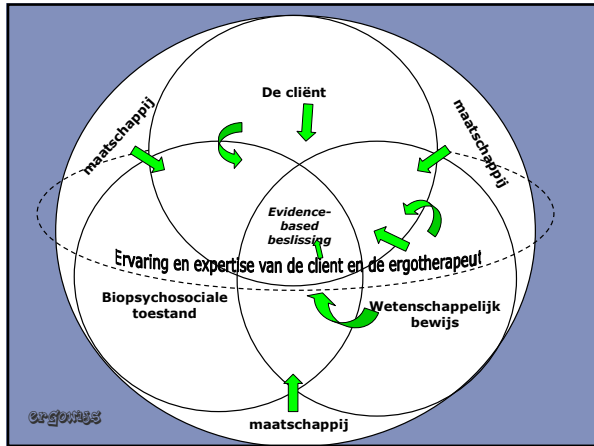 De cliënt
maatschappij
maatschappij
Evidence-
based
beslissing
Ervaring en expertise van de client en de ergotherapeut
Biopsychosociale
toestand
Wetenschappelijk
bewijs
maatschappij
ergowiss